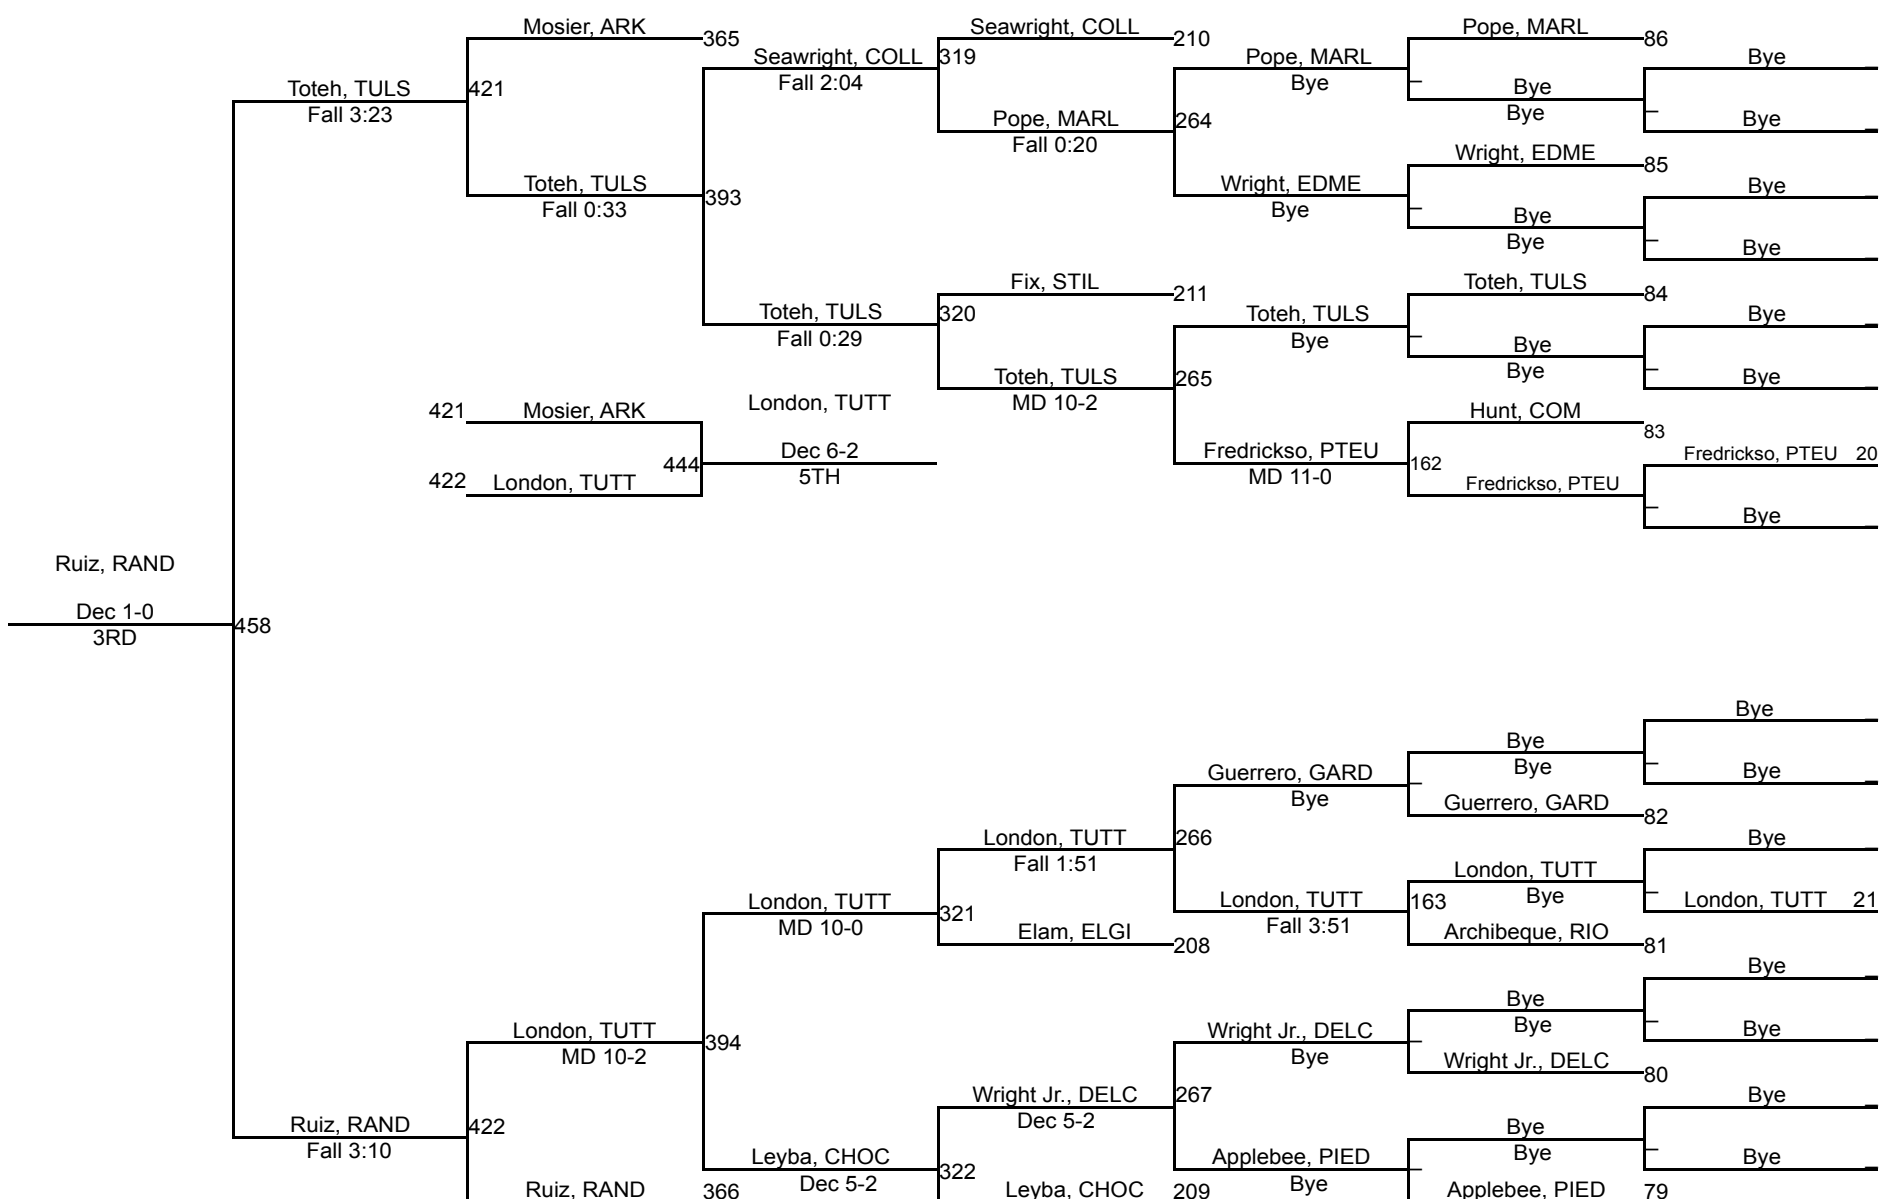 Mosier, ARK
365
Seawright, COLL
210
Pope, MARL
86
Seawright, COLL
319
Pope, MARL
Bye
Toteh, TULS
421
Fall 2:04
Bye
Bye
Fall 3:23
Bye
Pope, MARL
264
Bye
Fall 0:20
Wright, EDME
85
Toteh, TULS
393
Wright, EDME
Bye
Fall 0:33
Bye
Bye
Bye
Bye
Fix, STIL
211
Toteh, TULS
84
Toteh, TULS
320
Toteh, TULS
Bye
Fall 0:29
Bye
Bye
Bye
Toteh, TULS
265
Bye
MD 10-2
421
Mosier, ARK
London, TUTT
Hunt, COM
83
444
Dec 6-2
Fredrickso, PTEU
162
Fredrickso, PTEU
20
422
London, TUTT
5TH
MD 11-0
Fredrickso, PTEU
Bye
Ruiz, RAND
Dec 1-0
458
3RD
Bye
Bye
Guerrero, GARD
Bye
Bye
Bye
Guerrero, GARD
82
London, TUTT
266
Bye
Fall 1:51
London, TUTT
London, TUTT
321
London, TUTT
163
Bye
London, TUTT
21
MD 10-0
Fall 3:51
Elam, ELGI
208
Archibeque, RIO
81
Bye
Bye
London, TUTT
394
Wright Jr., DELC
Bye
Bye
MD 10-2
Bye
Wright Jr., DELC
80
Wright Jr., DELC
267
Bye
Dec 5-2
Ruiz, RAND
422
Bye
Fall 3:10
Leyba, CHOC
322
Applebee, PIED
Bye
Bye
Ruiz, RAND
366
Dec 5-2
Leyba, CHOC
209
Bye
Applebee, PIED
79